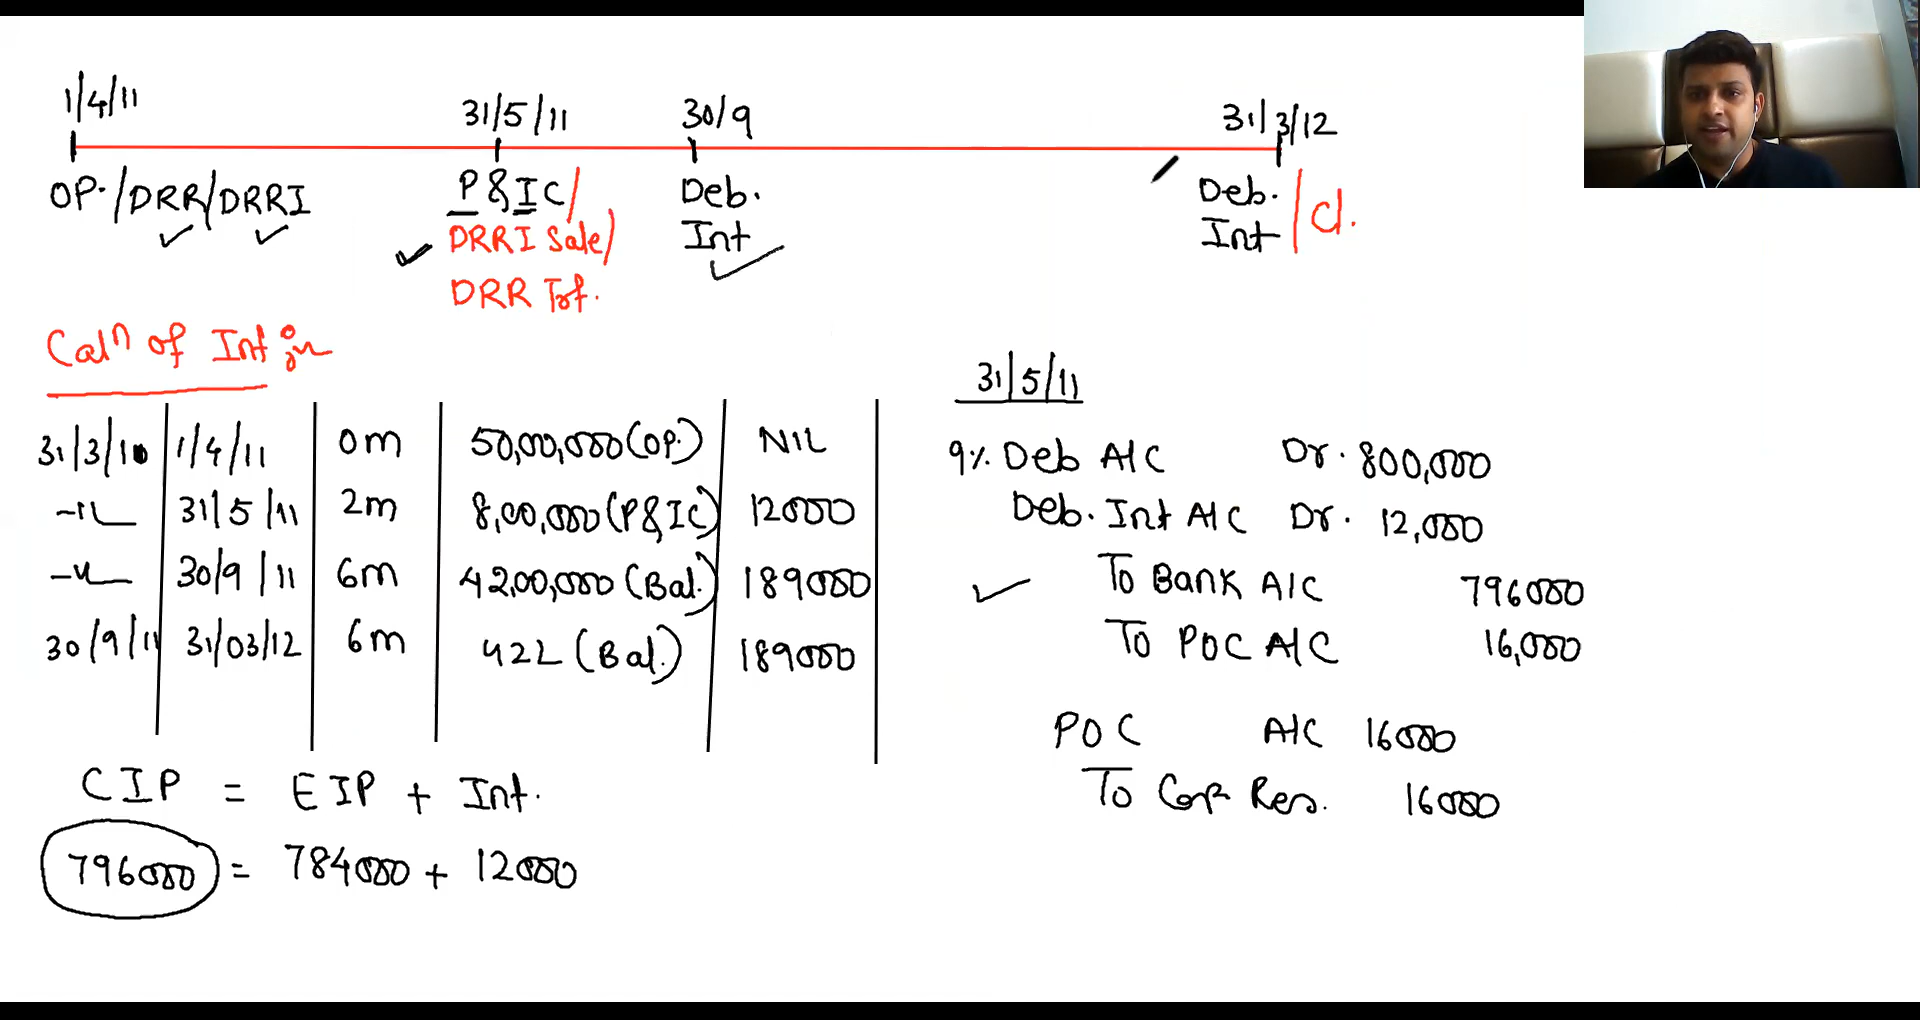 1/4/11
31/5/11
30/9
31/3/12
OP./DRR/DRRI
P & IC/
DRRI Sale/
DRR Trf.
Deb.
Int
Deb.
Int
/Cl.
Caln of Int :-
31/3/10 1/4/11 0m 50,00,000 (OP.) NIL
-11- 31/5/11 2m 8,00,000 (P&IC) 12000
-11- 30/9/11 6m 4200,000 (Bal.) 189000
30/9/11 31/03/12 6m 42L (Bal.) 189000
CIP = EIP + Int.
796000 = 784000 + 12000
31/5/11
9% Deb A/C Dr. 800,000
Deb. Int A/C Dr. 12,000
To Bank A/C 796000
To POC A/C 16,000
POC A/C 16000
To Cap Res. 16000